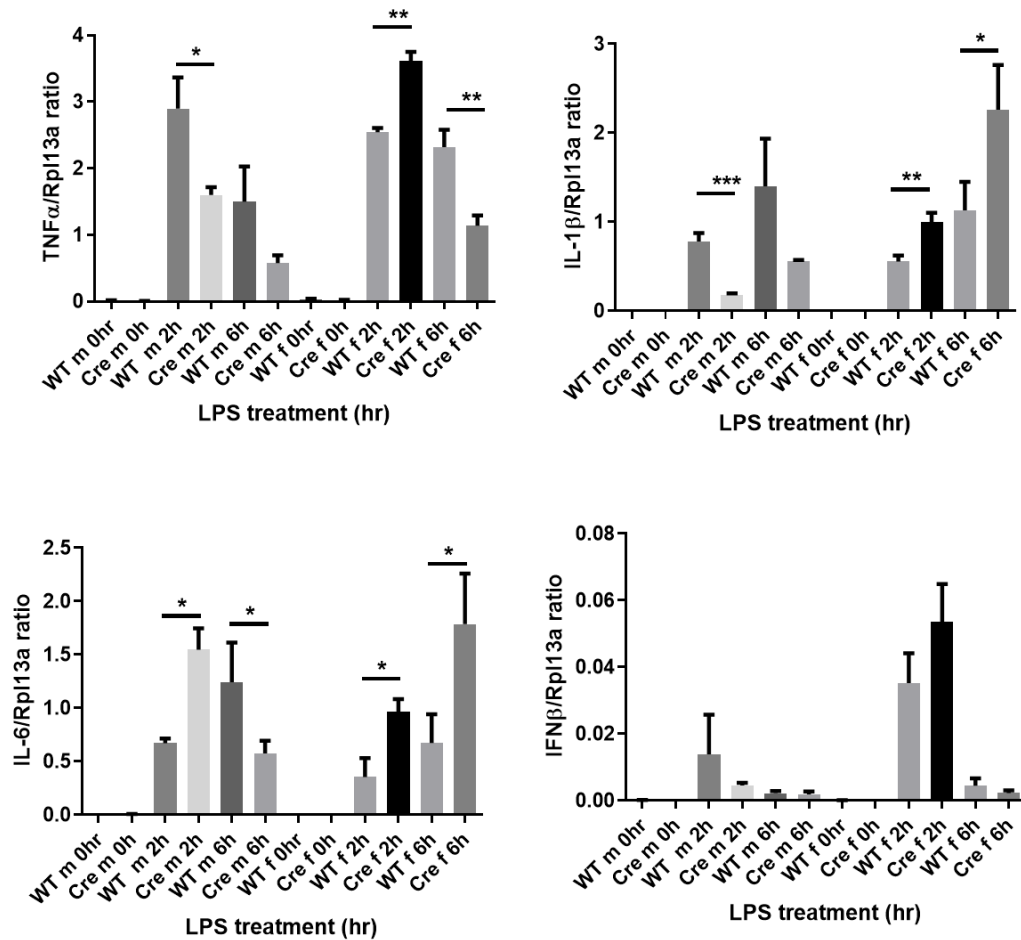 TNFα/Rpl13a ratio
4
3
2
1
0
*
**
**
WT m 0hr
Cre m 0h
WT m 2h
Cre m 2h
WT m 6h
Cre m 6h
WT f 0hr
Cre f 0h
WT f 2h
Cre f 2h
WT f 6h
Cre f 6h
LPS treatment (hr)
IL-1β/Rpl13a ratio
3
2
1
0
***
**
*
WT m 0hr
Cre m 0h
WT m 2h
Cre m 2h
WT m 6h
Cre m 6h
WT f 0hr
Cre f 0h
WT f 2h
Cre f 2h
WT f 6h
Cre f 6h
LPS treatment (hr)
IL-6/Rpl13a ratio
2.5
2.0
1.5
1.0
0.5
0.0
*
*
*
*
WT m 0hr
Cre m 0h
WT m 2h
Cre m 2h
WT m 6h
Cre m 6h
WT f 0hr
Cre f 0h
WT f 2h
Cre f 2h
WT f 6h
Cre f 6h
LPS treatment (hr)
IFNβ/Rpl13a ratio
0.08
0.06
0.04
0.02
0.00
WT m 0hr
Cre m 0h
WT m 2h
Cre m 2h
WT m 6h
Cre m 6h
WT f 0hr
Cre f 0h
WT f 2h
Cre f 2h
WT f 6h
Cre f 6h
LPS treatment (hr)